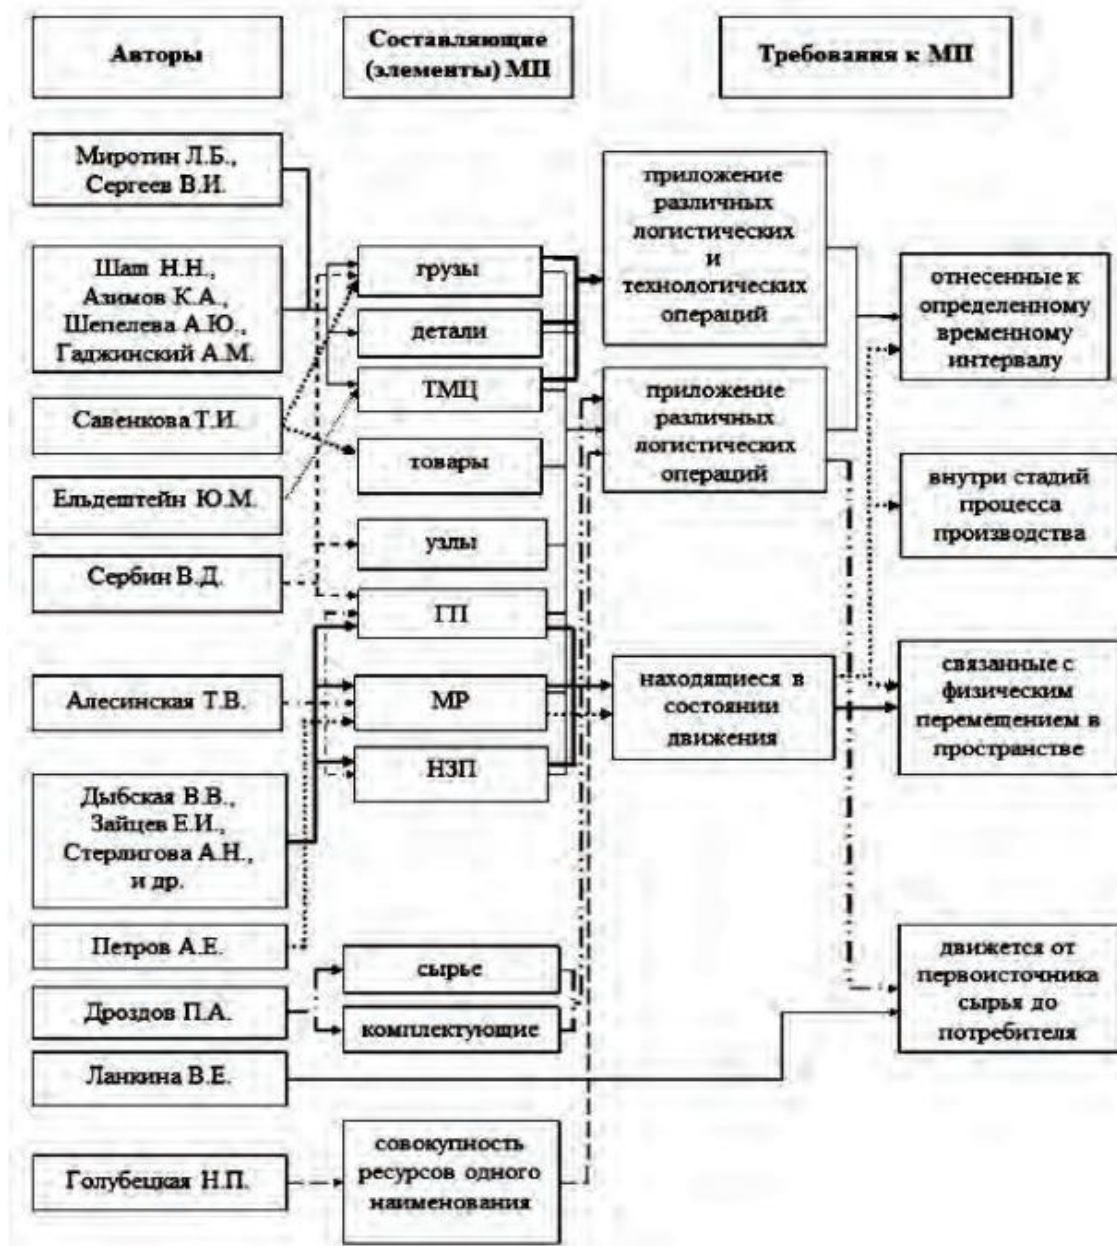 Авторы
Составляющие
(элементы) МП
Требования к МП
Миротин Л.Б.,
Сергеев В.И.
Шаш Н.Н.,
Азимов К.А.,
Шепелева А.Ю.,
Гаджинский А.М.
Савенкова Т.И.
Ельдештейн Ю.М.
Сербин В.Д.
Алесинская Т.В.
Дыбская В.В.,
Зайцев Е.И.,
Стерлигова А.Н.,
и др.
Петров А.Е.
Дроздов П.А.
Ланкина В.Е.
Голубецкая Н.П.
грузы
детали
ТМЦ
товары
узлы
ГП
МР
НЗП
сырье
комплектующие
совокупность
ресурсов одного
наименования
приложение
различных
логистических
и
технологических
операций
приложение
различных
логистических
операций
находящиеся в
состоянии
движения
отнесенные к
определенному
временному
интервалу
внутри стадий
процесса
производства
связанные с
физическим
перемещением в
пространстве
движется от
первоисточника
сырья до
потребителя